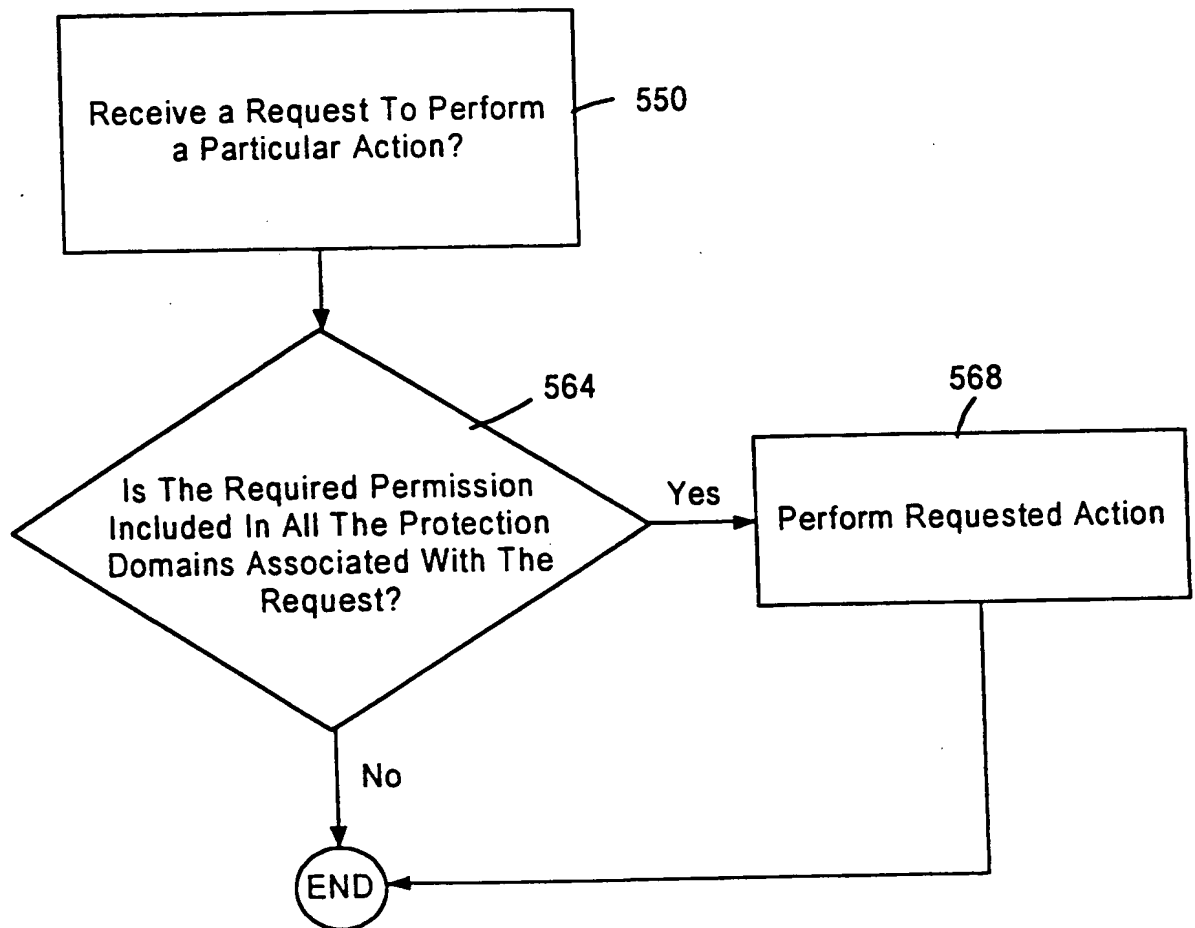 Receive a Request To Perform
a Particular Action?
550
564
Is The Required Permission
Included In All The Protection
Domains Associated With The
Request?
Yes
568
Perform Requested Action
No
END